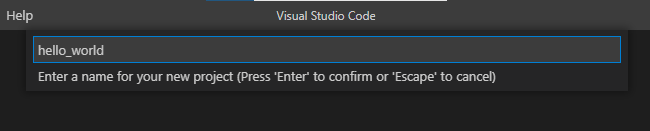 Help Visual Studio Code
hello_world
Enter a name for your new project (Press 'Enter' to confirm or 'Escape' to cancel)